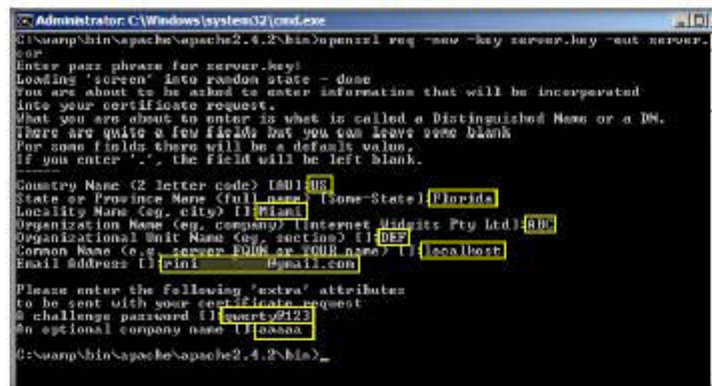 Administrator: C:\Windows\system32\cmd.exe
C:\wamp\bin\apache\apache2.4.2\bin>openssl req -new -key server.key -out server.
csr
Enter pass phrase for server.key:
Loading 'screen' into random state - done
You are about to be asked to enter information that will be incorporated
into your certificate request.
What you are about to enter is what is called a Distinguished Name or a DN.
There are quite a few fields but you can leave some blank
For some fields there will be a default value,
If you enter '.', the field will be left blank.
-----
Country Name (2 letter code) [AU]:US
State or Province Name (full name) [Some-State]:Florida
Locality Name (eg, city) []:Miami
Organization Name (eg, company) [Internet Widgits Pty Ltd]:ABC
Organizational Unit Name (eg, section) []:DEF
Common Name (e.g. server FQDN or YOUR name) []:localhost
Email Address []:rini @gmail.com

Please enter the following 'extra' attributes
to be sent with your certificate request
A challenge password []:qwerty@123
An optional company name []:aaaaa

C:\wamp\bin\apache\apache2.4.2\bin>_